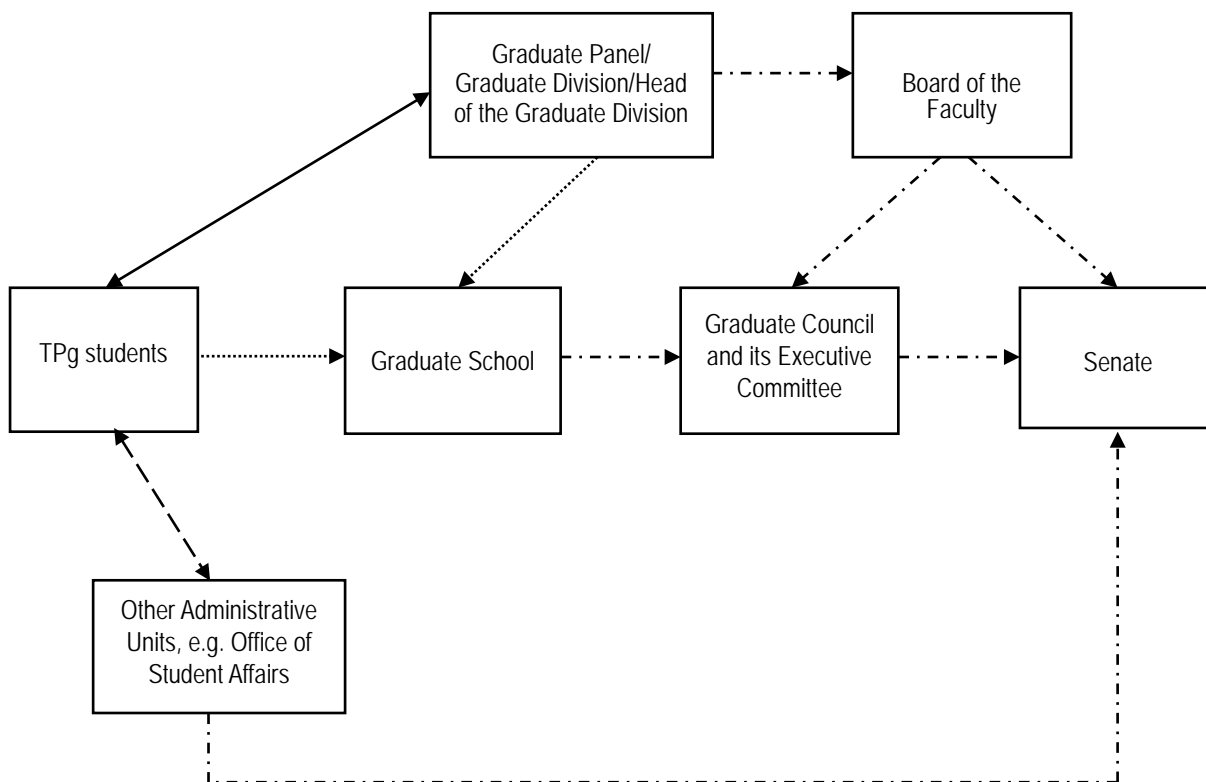 Graduate Panel/
Graduate Division/Head
of the Graduate Division
Board of the
Faculty
TPg students
Graduate School
Graduate Council
and its Executive
Committee
Senate
Other Administrative
Units, e.g. Office of
Student Affairs